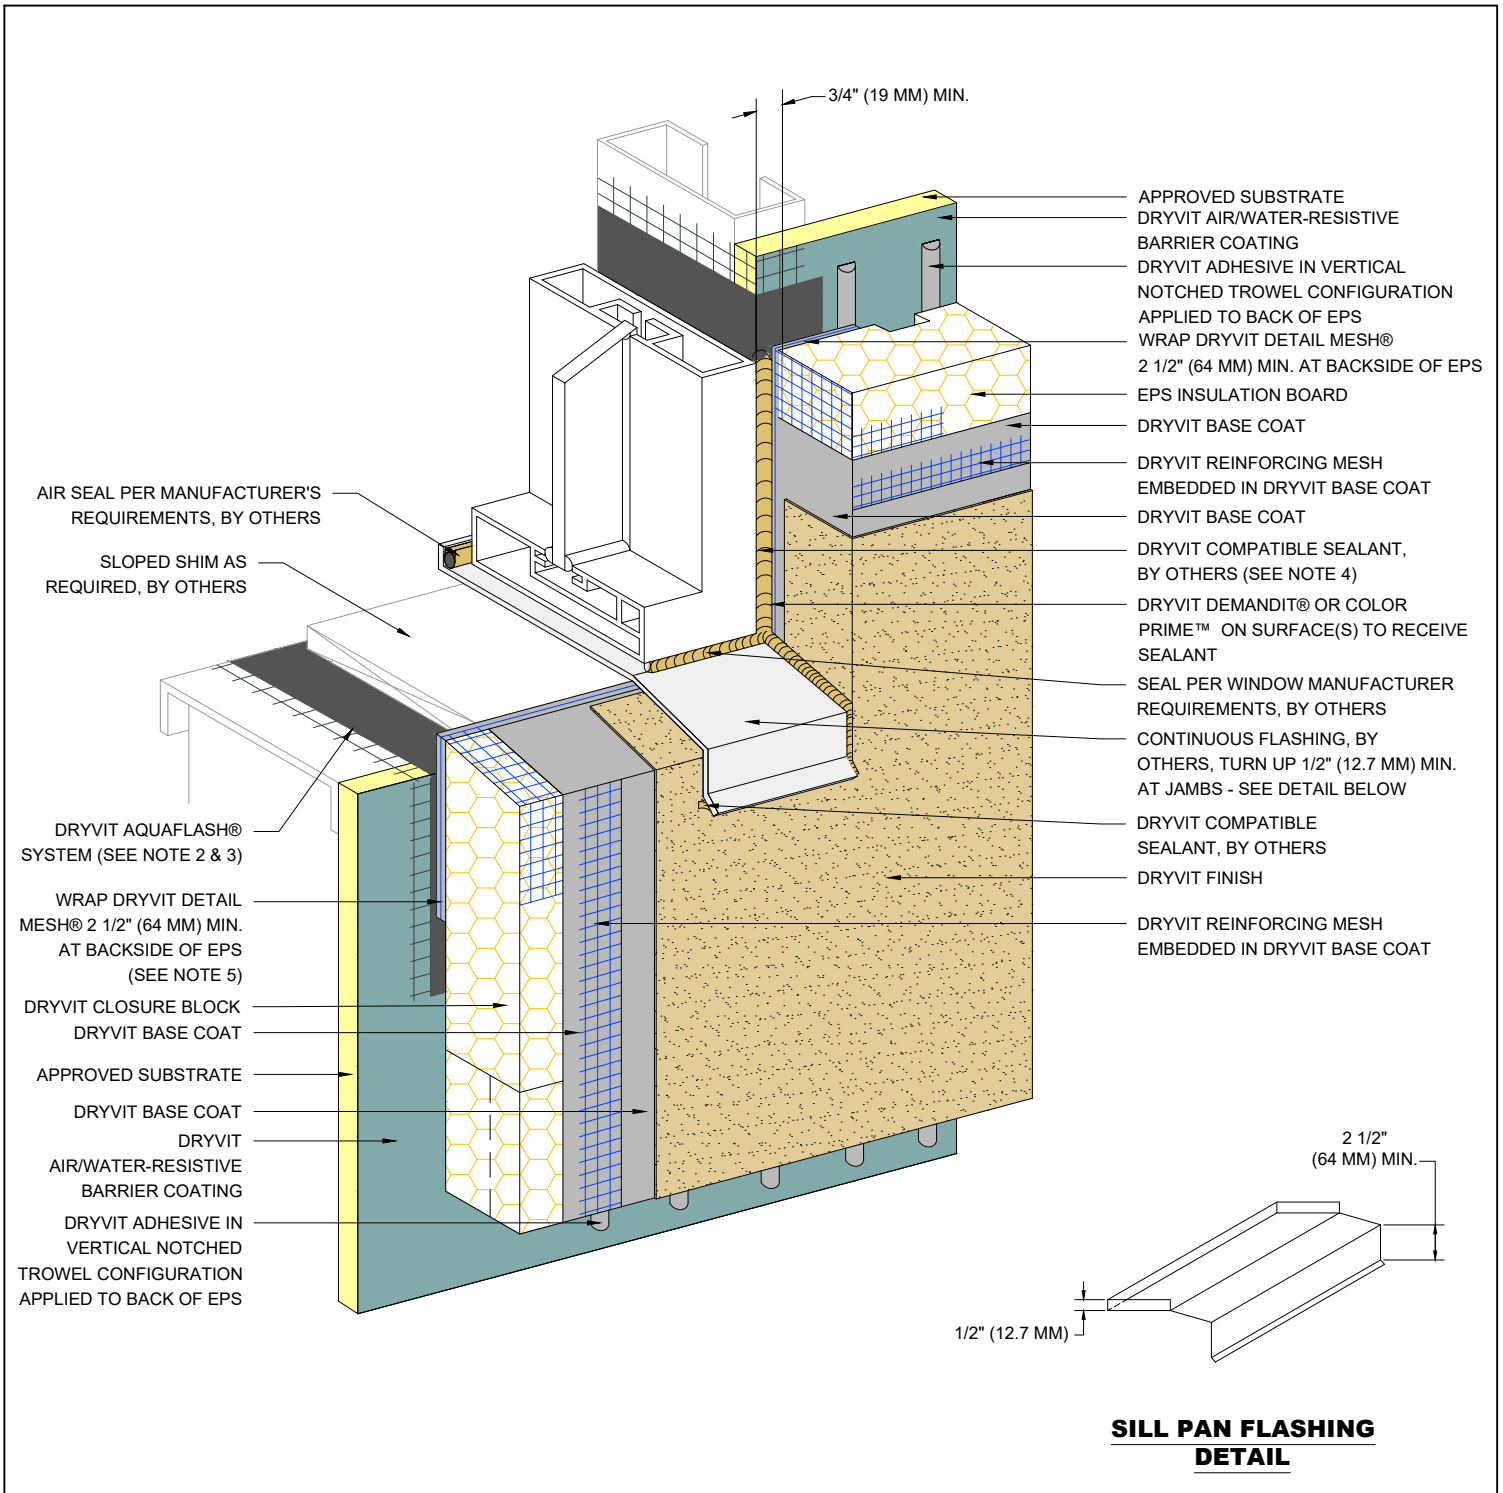 3/4" (19 MM) MIN.
APPROVED SUBSTRATE
DRYVIT AIR/WATER-RESISTIVE
BARRIER COATING
DRYVIT ADHESIVE IN VERTICAL
NOTCHED TROWEL CONFIGURATION
APPLIED TO BACK OF EPS
WRAP DRYVIT DETAIL MESH®
2 1/2" (64 MM) MIN. AT BACKSIDE OF EPS
EPS INSULATION BOARD
DRYVIT BASE COAT
DRYVIT REINFORCING MESH
EMBEDDED IN DRYVIT BASE COAT
DRYVIT BASE COAT
DRYVIT COMPATIBLE SEALANT,
BY OTHERS (SEE NOTE 4)
DRYVIT DEMANDIT® OR COLOR
PRIME™ ON SURFACE(S) TO RECEIVE
SEALANT
SEAL PER WINDOW MANUFACTURER
REQUIREMENTS, BY OTHERS
CONTINUOUS FLASHING, BY
OTHERS, TURN UP 1/2" (12.7 MM) MIN.
AT JAMBS - SEE DETAIL BELOW
DRYVIT COMPATIBLE
SEALANT, BY OTHERS
DRYVIT FINISH
DRYVIT REINFORCING MESH
EMBEDDED IN DRYVIT BASE COAT
AIR SEAL PER MANUFACTURER'S
REQUIREMENTS, BY OTHERS
SLOPED SHIM AS
REQUIRED, BY OTHERS
DRYVIT AQUAFLASH®
SYSTEM (SEE NOTE 2 & 3)
WRAP DRYVIT DETAIL
MESH® 2 1/2" (64 MM) MIN.
AT BACKSIDE OF EPS
(SEE NOTE 5)
DRYVIT CLOSURE BLOCK
DRYVIT BASE COAT
APPROVED SUBSTRATE
DRYVIT BASE COAT
DRYVIT
AIR/WATER-RESISTIVE
BARRIER COATING
DRYVIT ADHESIVE IN
VERTICAL NOTCHED
TROWEL CONFIGURATION
APPLIED TO BACK OF EPS
2 1/2"
(64 MM) MIN.
1/2" (12.7 MM)
SILL PAN FLASHING
DETAIL